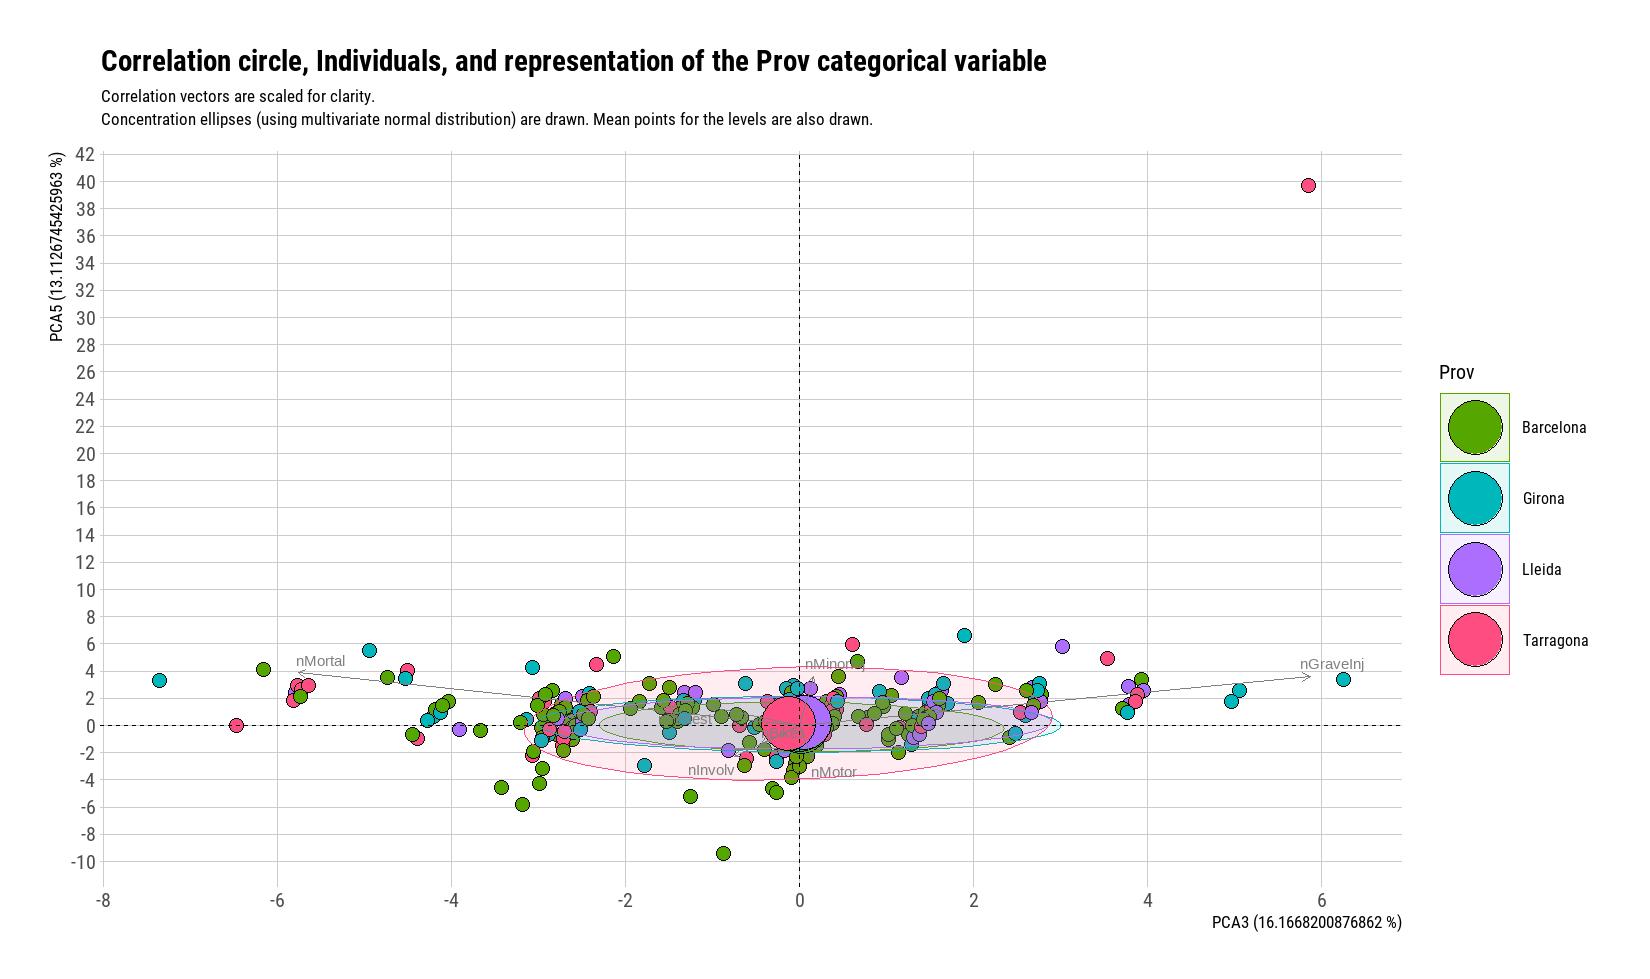 Correlation circle, Individuals, and representation of the Prov categorical variable
Correlation vectors are scaled for clarity.
Concentration ellipses (using multivariate normal distribution) are drawn. Mean points for the levels are also drawn.
PCA5 (13.1126745425963 %)
42
40
38
36
34
32
30
28
26
24
22
20
18
16
14
12
10
8
6
4
2
0
-2
-4
-6
-8
-10
nMortal
nGraveInj
nInvolv
nMotor
-8
-6
-4
-2
0
2
4
6
PCA3 (16.1668200876862 %)
Prov
Barcelona
Girona
Lleida
Tarragona